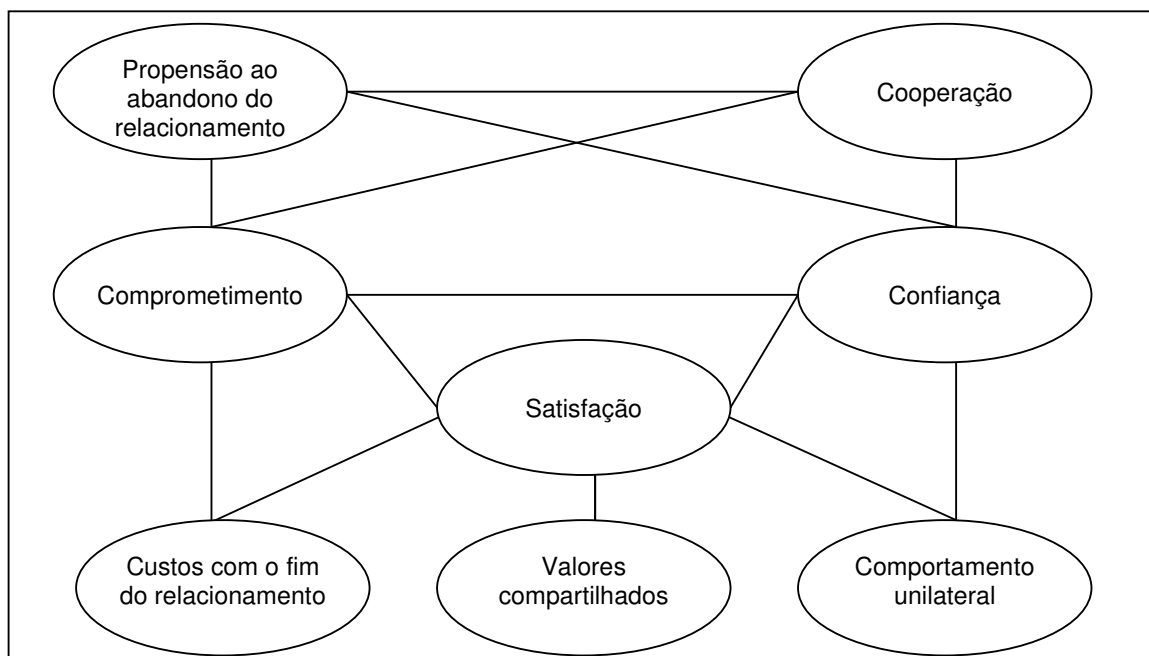 Propensão ao
abandono do
relacionamento
Cooperação
Comprometimento
Confiança
Satisfação
Custos com o fim
do relacionamento
Valores
compartilhados
Comportamento
unilateral